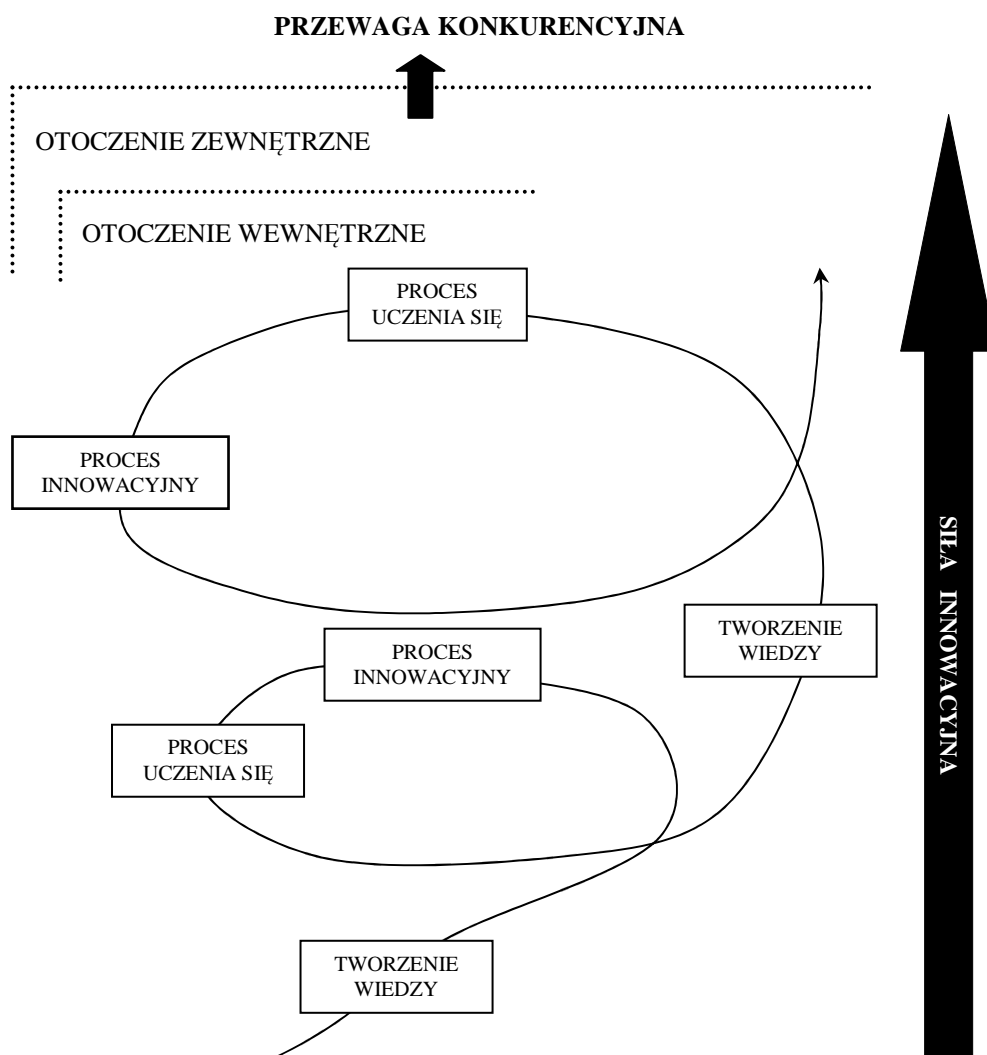 PRZEWAGA KONKURENCYJNA
OTOCZENIE ZEWNĘTRZNE
OTOCZENIE WEWNĘTRZNE
PROCES
UCZENIA SIĘ
PROCES
INNOWACYJNY
SIŁA INNOWACYJNA
TWORZENIE
WIEDZY
PROCES
INNOWACYJNY
PROCES
UCZENIA SIĘ
TWORZENIE
WIEDZY